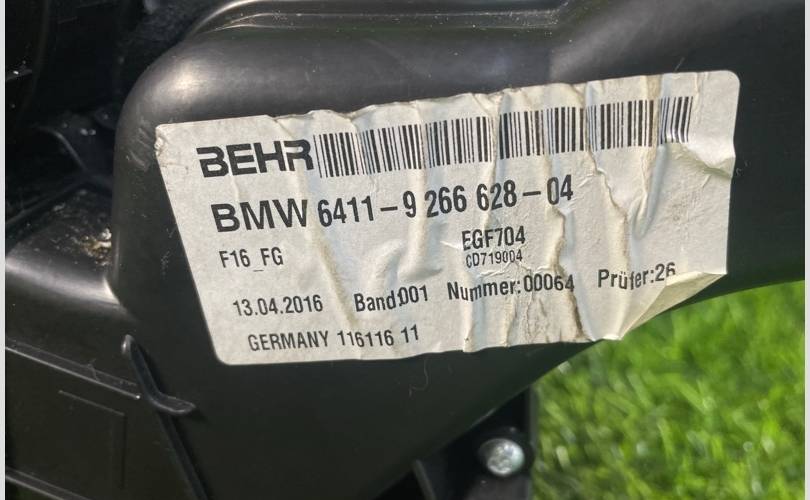 BEHR
BMW 6411-9 266 628-04
F16_FG
EGF704
CD719004
13.04.2016 Band:001 Nummer:00064 Prüfer:26
GERMANY 116116 11